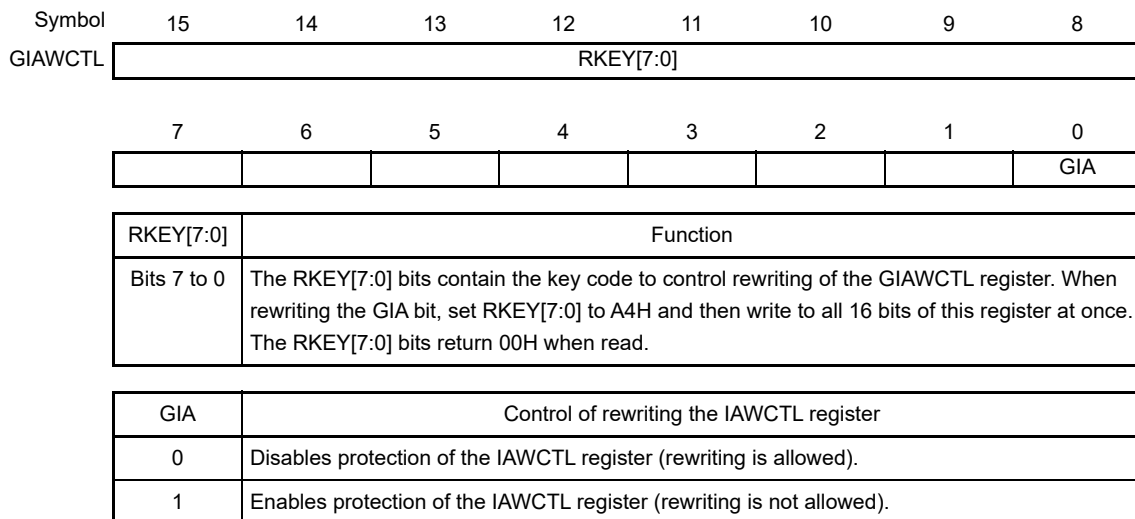 Symbol 15 14 13 12 11 10 9 8
GIAWCTL RKEY[7:0]
7 6 5 4 3 2 1 0
GIA
RKEY[7:0] Function
Bits 7 to 0 The RKEY[7:0] bits contain the key code to control rewriting of the GIAWCTL register. When
rewriting the GIA bit, set RKEY[7:0] to A4H and then write to all 16 bits of this register at once.
The RKEY[7:0] bits return 00H when read.
GIA Control of rewriting the IAWCTL register
0 Disables protection of the IAWCTL register (rewriting is allowed).
1 Enables protection of the IAWCTL register (rewriting is not allowed).